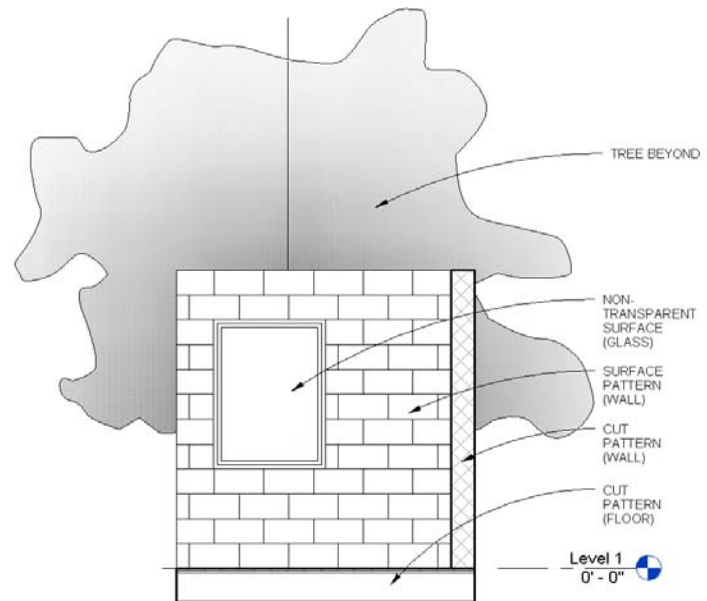 TREE BEYOND
NON-
TRANSPARENT
SURFACE
(GLASS)
SURFACE
PATTERN
(WALL)
CUT
PATTERN
(WALL)
CUT
PATTERN
(FLOOR)
Level 1
0' - 0"